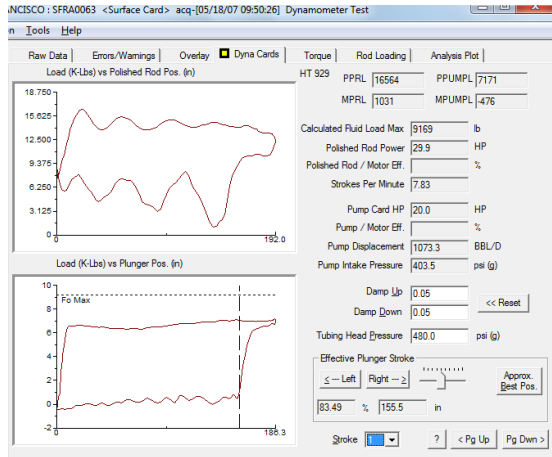 NCISCO : SFRA0063 <Surface Card> acq-[05/18/07 09:50:26] Dynamometer Test
on Tools Help
Raw Data Errors/Warnings Overlay Dyna Cards Torque Rod Loading Analysis Plot
Load (K-Lbs) vs Polished Rod Pos. (in)
18.750
15.625
12.500
9.375
6.250
3.125
0
0 192.0
Load (K-Lbs) vs Plunger Pos. (in)
10
8
6
4
2
0
-2
Fo Max
0 186.3
HT 929 PPRL 16564 PPUMPL 7171
MPRL 1031 MPUMPL -476
Calculated Fluid Load Max 9169 lb
Polished Rod Power 29.9 HP
Polished Rod / Motor Eff. %
Strokes Per Minute 7.83
Pump Card HP 20.0 HP
Pump / Motor Eff. %
Pump Displacement 1073.3 BBL/D
Pump Intake Pressure 403.5 psi (g)
Damp Up 0.05
Damp Down 0.05
<< Reset
Tubing Head Pressure 480.0 psi (g)
Effective Plunger Stroke
< --- Left Right --- >
Approx.
Best Pos.
83.49 % 155.5 in
Stroke 1 ? < Pg Up Pg Dwn >